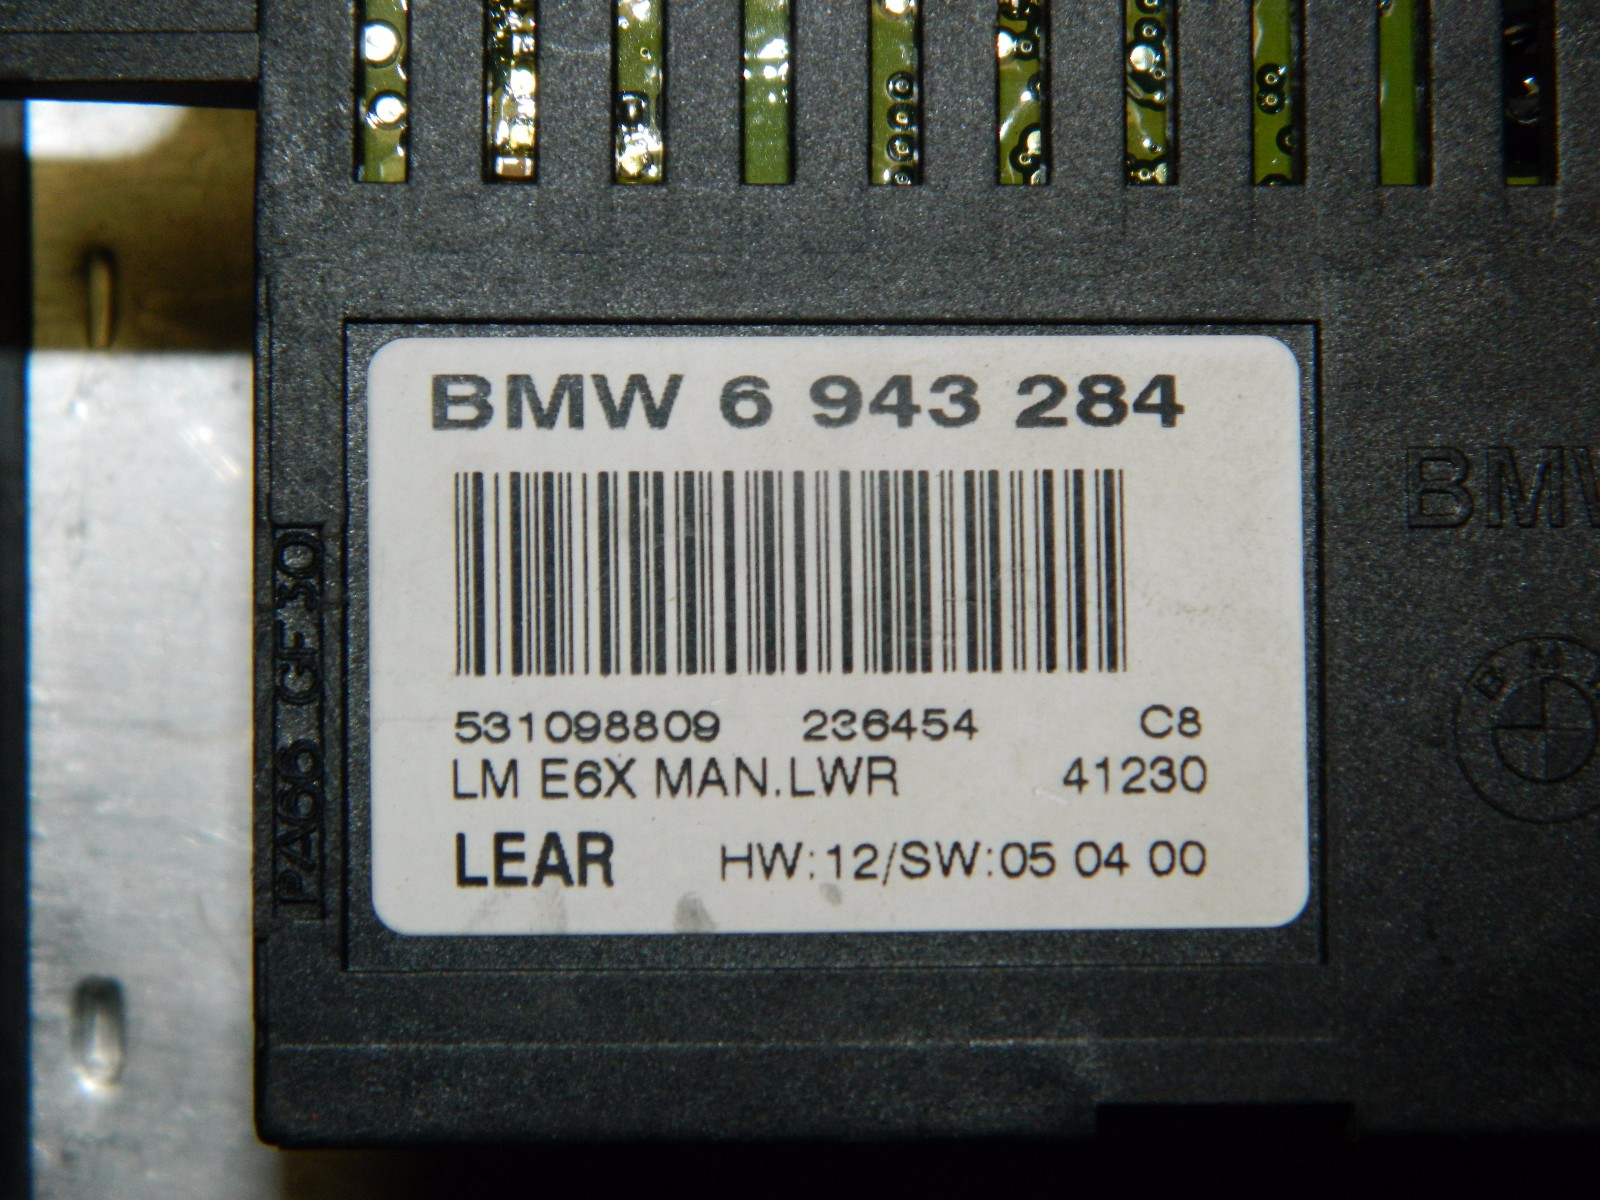 BMW 6 943 284
531098809 236454 C8
LM E6X MAN.LWR 41230
LEAR HW:12/SW:05 04 00
PA66 GF30
BMW
B M